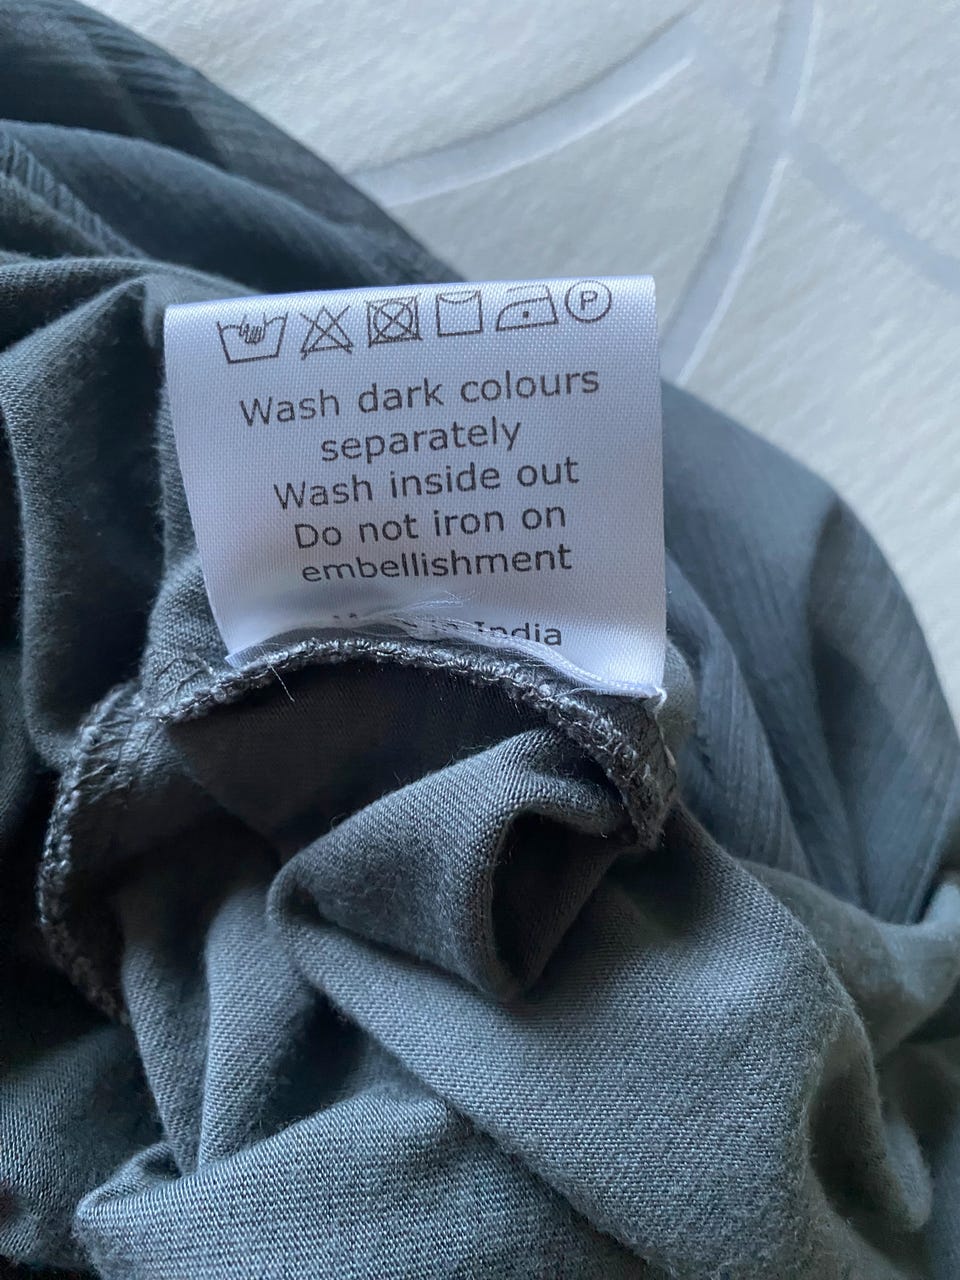 P
Wash dark colours
separately
Wash inside out
Do not iron on
embellishment
India